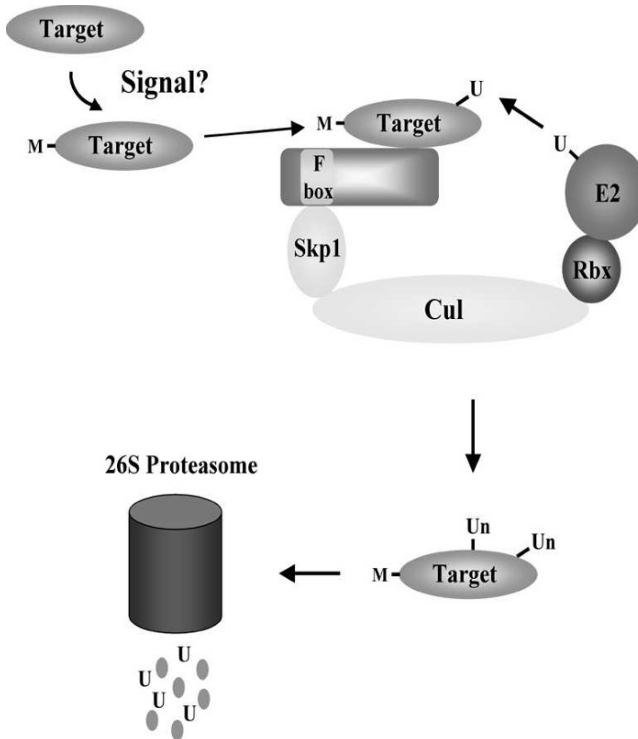 Target
Signal?
M
Target
M
Target
U
U
E2
F
box
Skp1
Rbx
Cul
26S Proteasome
Un
Un
M
Target
U
U
U
U